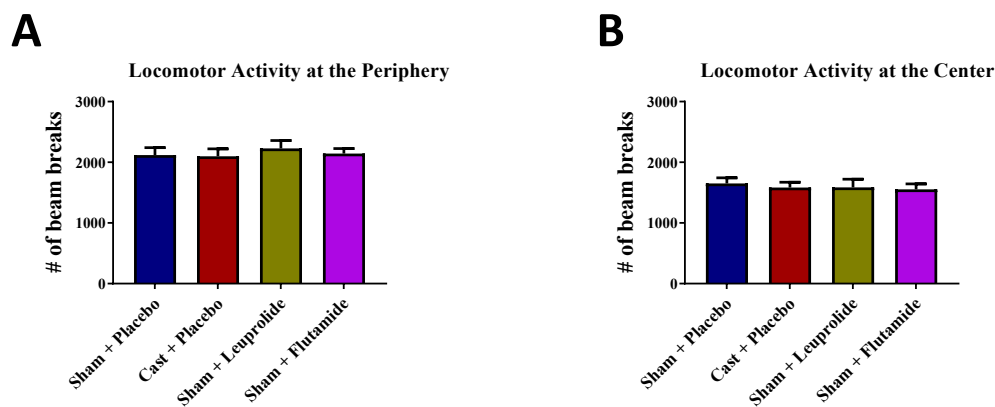 A
Locomotor Activity at the Periphery
# of beam breaks
3000
2000
1000
0
Sham + Placebo
Cast + Placebo
Sham + Leuprolide
Sham + Flutamide
B
Locomotor Activity at the Center
# of beam breaks
3000
2000
1000
0
Sham + Placebo
Cast + Placebo
Sham + Leuprolide
Sham + Flutamide